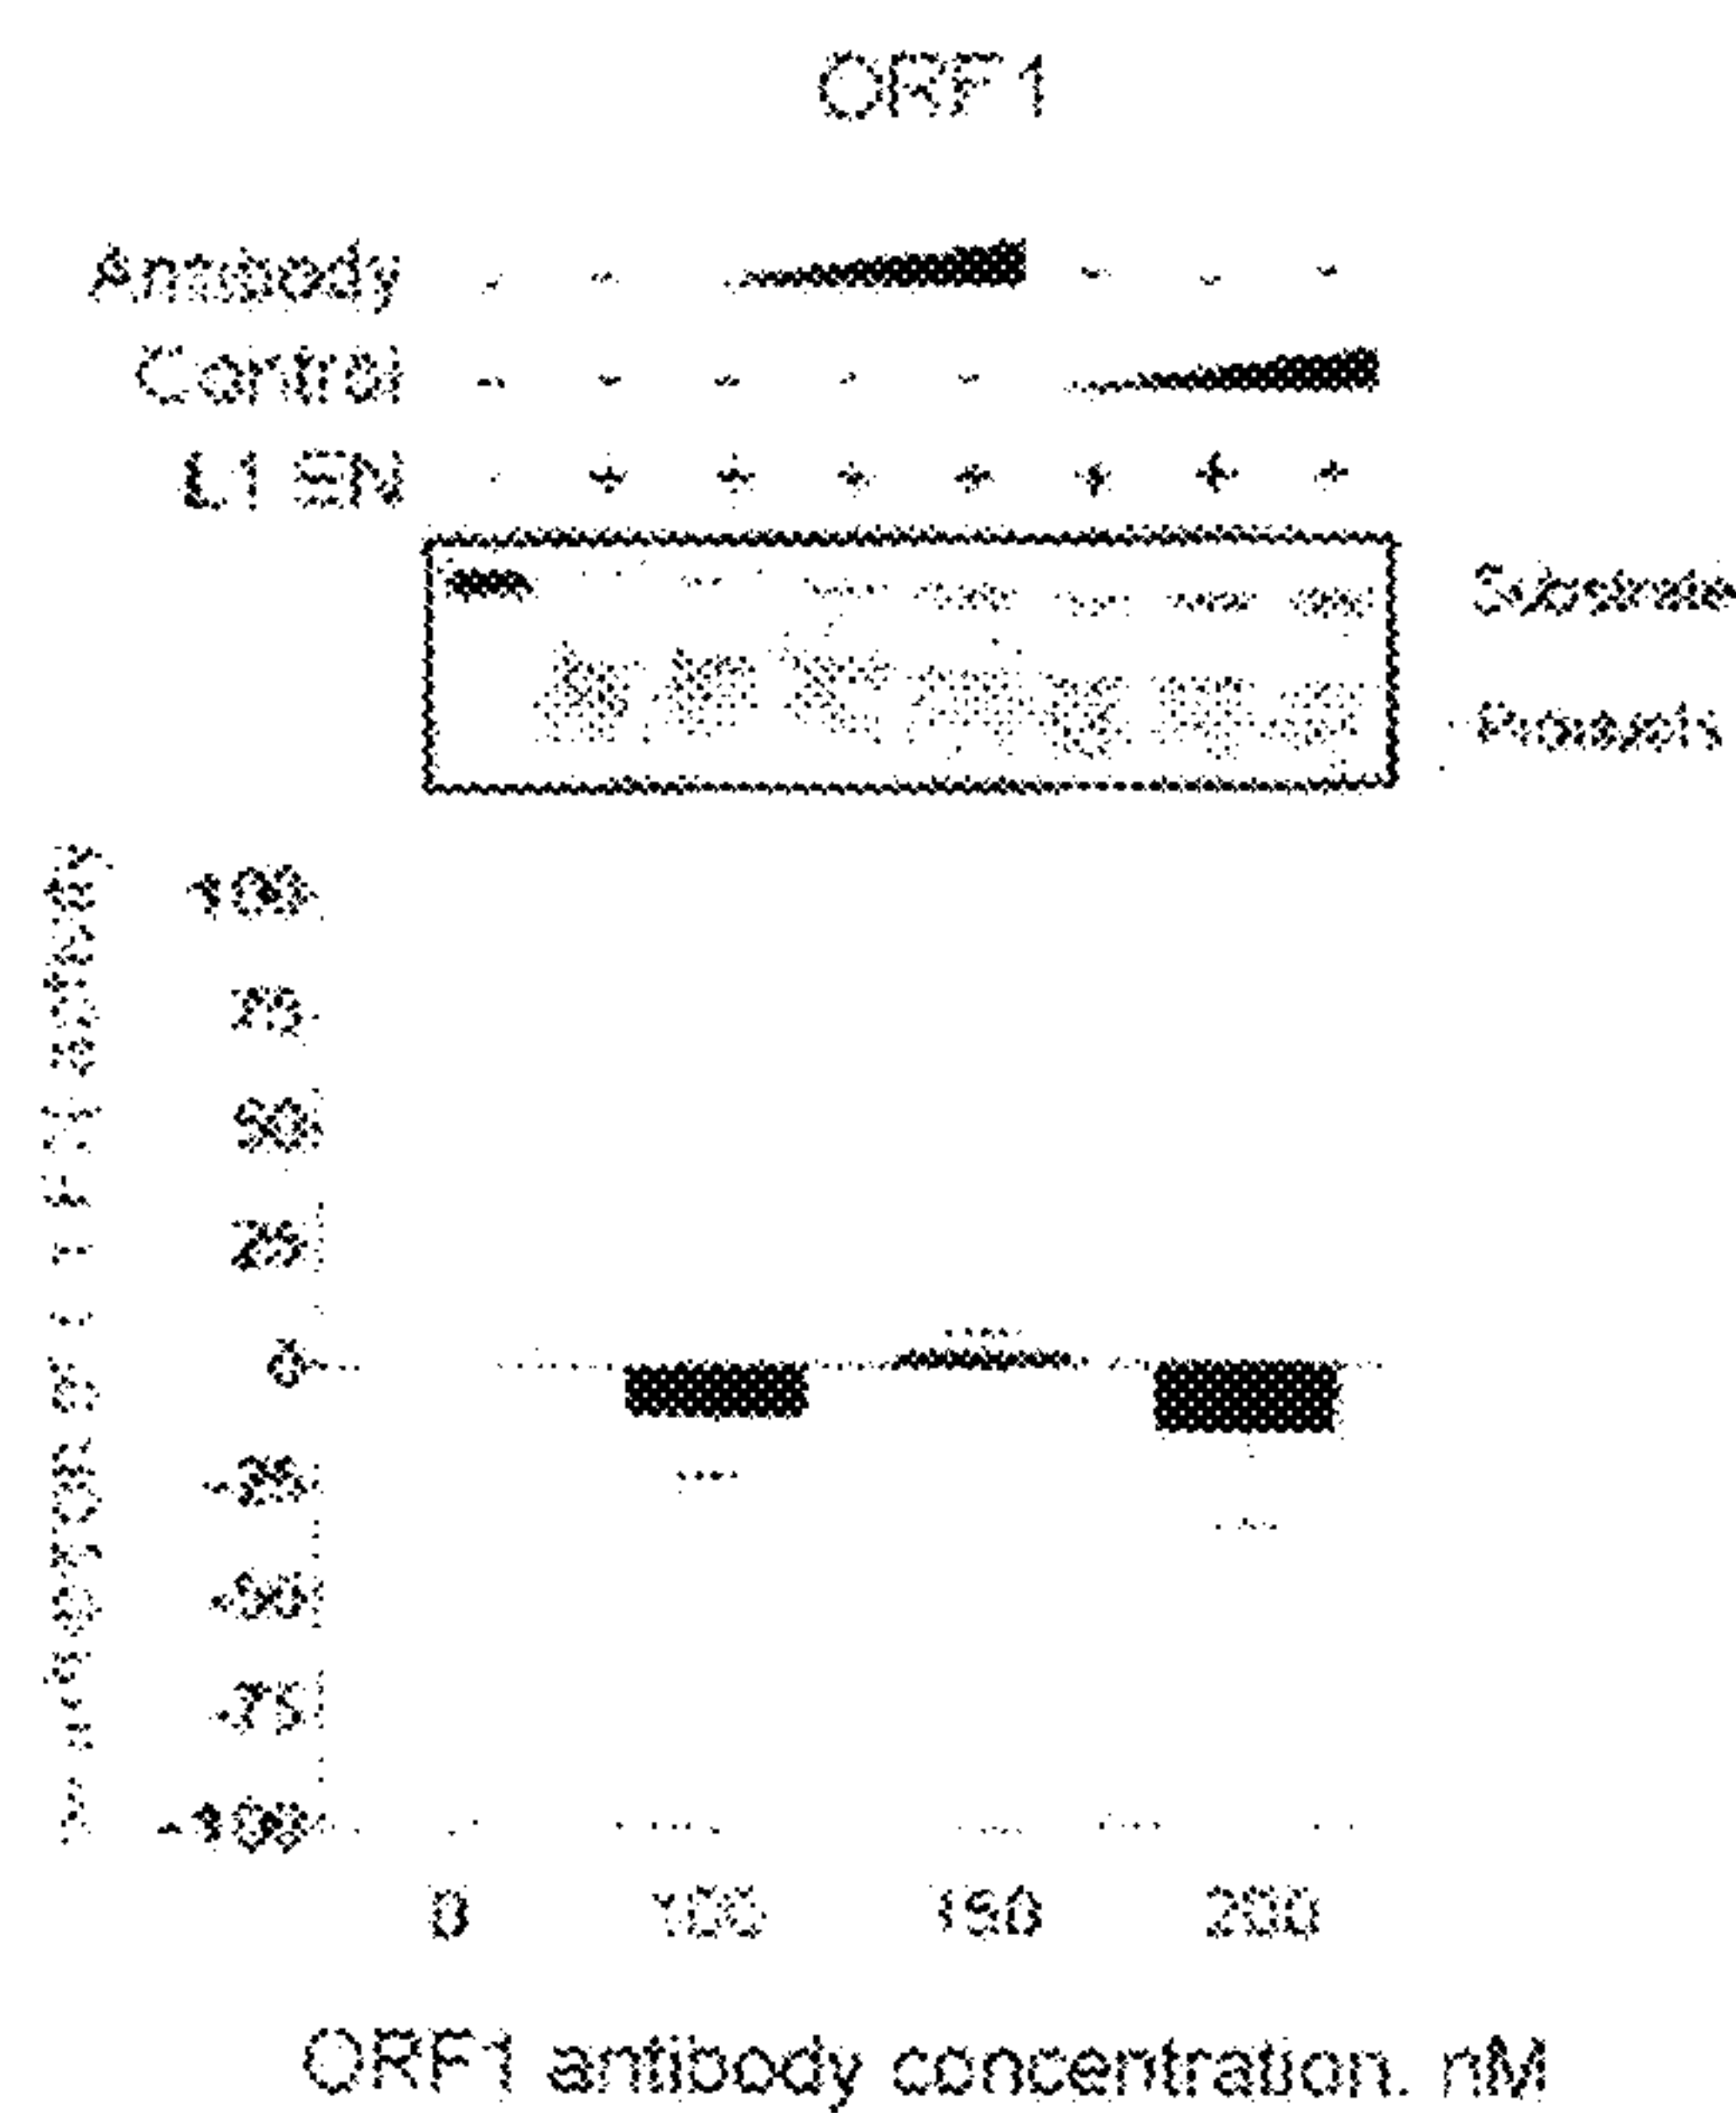 ORF1
Antibody - - - - -
Control - - - - -
L1 EN - + + + + + + +
Substrate
Products
100
75
50
25
0
-25
-50
-75
-100
0 100 150 200
ORF1 antibody concentration, nM